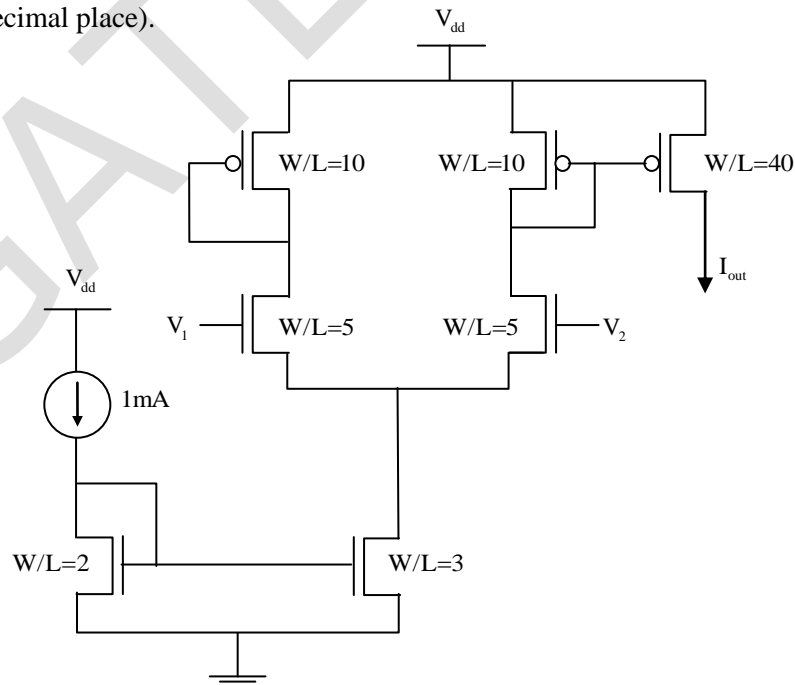 ecimal place).
V_dd
W/L=10
W/L=10
W/L=40
I_out
V_dd
V_1
W/L=5
W/L=5
V_2
1mA
W/L=2
W/L=3